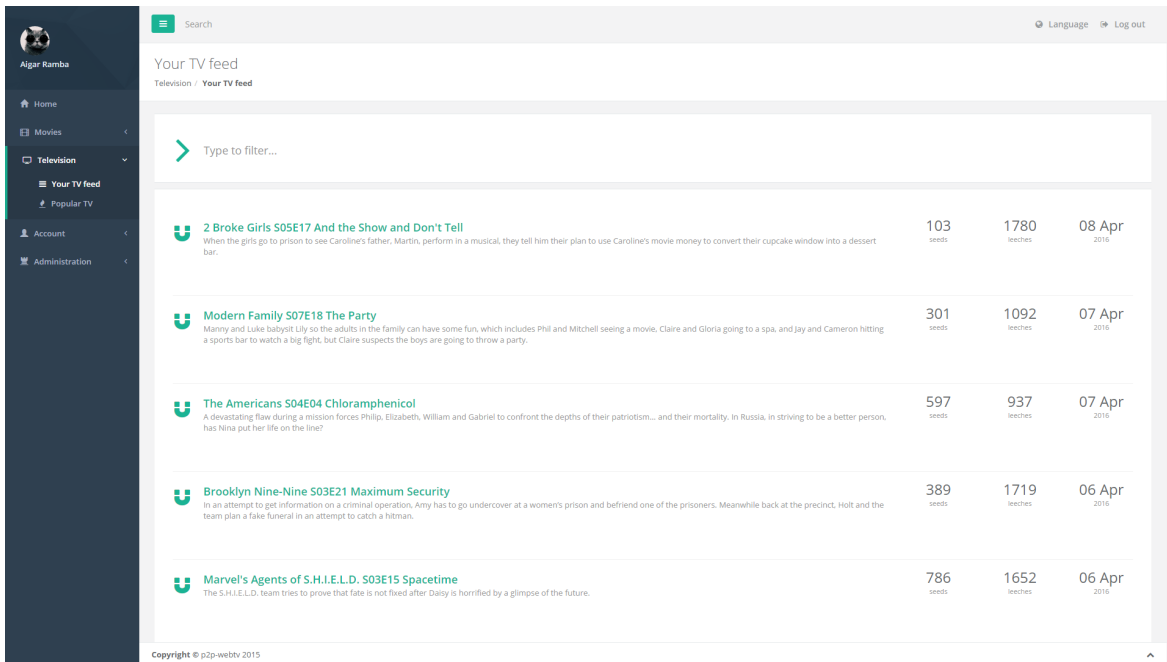 Aigar Ramba
Home
Movies
Television
Your TV feed
Popular TV
Account
Administration
Search
Language
Log out
Your TV feed
Television / Your TV feed
Type to filter...
2 Broke Girls S05E17 And the Show and Don't Tell
When the girls go to prison to see Caroline's father, Martin, perform in a musical, they tell him their plan to use Caroline's movie money to convert their cupcake window into a dessert
bar.
103 1780 08 Apr
seeds leeches 2016
Modern Family S07E18 The Party
Manny and Luke babysit Lily so the adults in the family can have some fun, which includes Phil and Mitchell seeing a movie, Claire and Gloria going to a spa, and Jay and Cameron hitting
a sports bar to watch a big fight, but Claire suspects the boys are going to throw a party.
301 1092 07 Apr
seeds leeches 2016
The Americans S04E04 Chloramphenicol
A devastating flaw during a mission forces Philip, Elizabeth, William and Gabriel to confront the depths of their patriotism... and their mortality. In Russia, in striving to be a better person,
has Nina put her life on the line?
597 937 07 Apr
seeds leeches 2016
Brooklyn Nine-Nine S03E21 Maximum Security
In an attempt to get information on a criminal operation, Amy has to go undercover at a women's prison and befriend one of the prisoners. Meanwhile back at the precinct, Holt and the
team plan a fake funeral in an attempt to catch a hitman.
389 1719 06 Apr
seeds leeches 2016
Marvel's Agents of S.H.I.E.L.D. S03E15 Spacetime
The S.H.I.E.L.D. team tries to prove that fate is not fixed after Daisy is horrified by a glimpse of the future.
786 1652 06 Apr
seeds leeches 2016
Copyright © p2p-webtv 2015